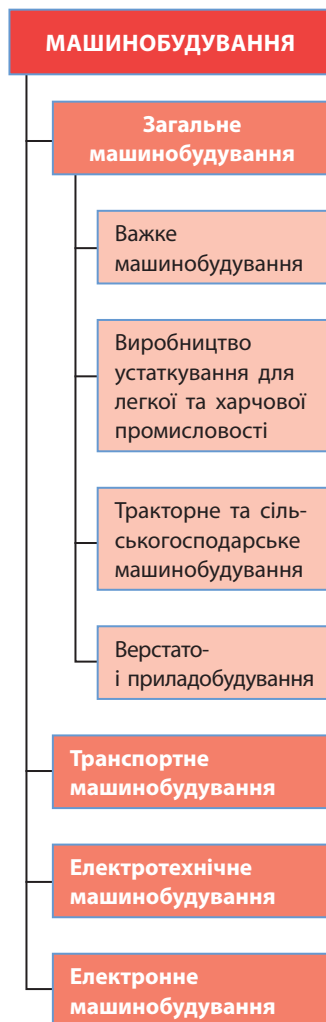 МАШИНОБУДУВАННЯ
Загальне
машинобудування
Важке
машинобудування
Виробництво
устаткування для
легкої та харчової
промисловості
Тракторне та сіль-
ськогосподарське
машинобудування
Верстато-
і приладобудування
Транспортне
машинобудування
Електротехнічне
машинобудування
Електронне
машинобудування